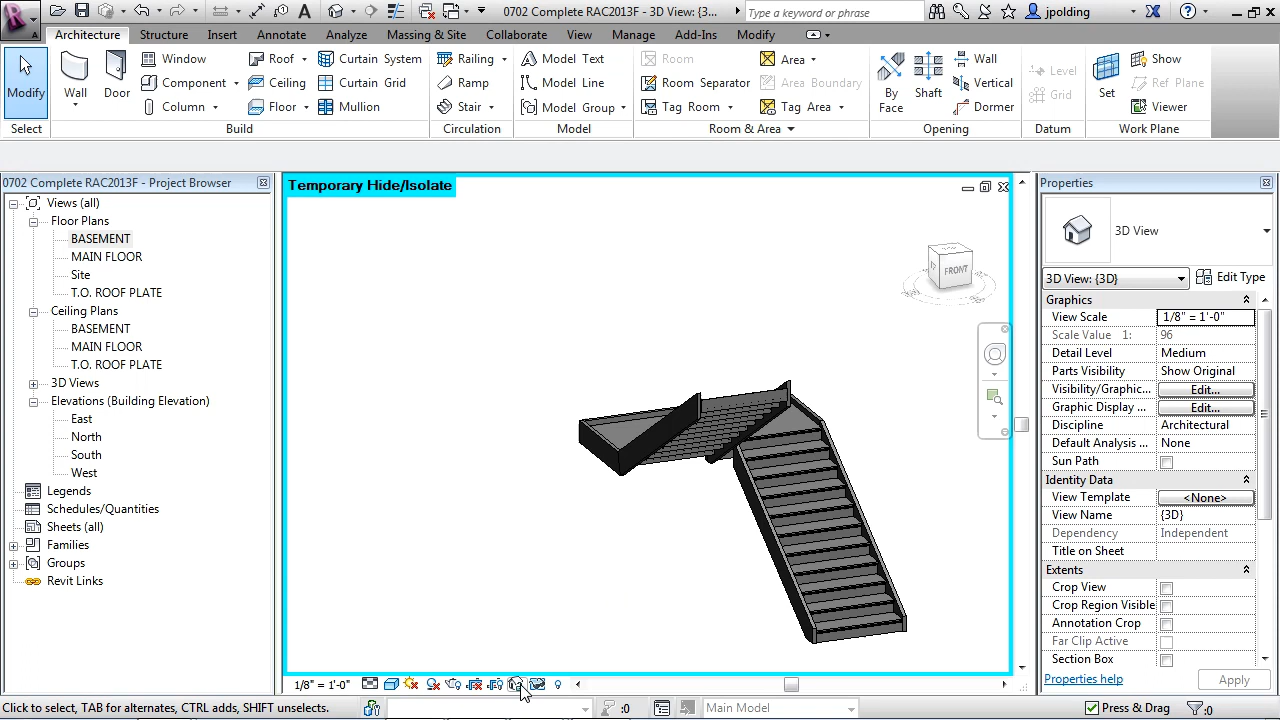 0702 Complete RAC2013F - 3D View: {3...
Type a keyword or phrase
jpolding
Architecture Structure Insert Annotate Analyze Massing & Site Collaborate View Manage Add-Ins Modify
Modify
Wall
Door
Window
Component
Column
Roof
Ceiling
Floor
Curtain System
Curtain Grid
Mullion
Railing
Ramp
Stair
Model Text
Model Line
Model Group
Room
Room Separator
Tag Room
Area
Area Boundary
Tag Area
By Face
Shaft
Wall
Vertical
Dormer
Level
Grid
Set
Show
Ref Plane
Viewer
Select Build Circulation Model Room & Area Opening Datum Work Plane
0702 Complete RAC2013F - Project Browser
Views (all)
Floor Plans
BASEMENT
MAIN FLOOR
Site
T.O. ROOF PLATE
Ceiling Plans
BASEMENT
MAIN FLOOR
T.O. ROOF PLATE
3D Views
Elevations (Building Elevation)
East
North
South
West
Legends
Schedules/Quantities
Sheets (all)
Families
Groups
Revit Links
Temporary Hide/Isolate
FRONT
1/8" = 1'-0"
Properties
3D View
3D View: {3D}
Edit Type
Graphics
View Scale 1/8" = 1'-0"
Scale Value 1: 96
Detail Level Medium
Parts Visibility Show Original
Visibility/Graphic... Edit...
Graphic Display ... Edit...
Discipline Architectural
Default Analysis ... None
Sun Path
Identity Data
View Template <None>
View Name {3D}
Dependency Independent
Title on Sheet
Extents
Crop View
Crop Region Visible
Annotation Crop
Far Clip Active
Section Box
Properties help
Apply
Click to select, TAB for alternates, CTRL adds, SHIFT unselects.
:0
Main Model
Press & Drag
:0